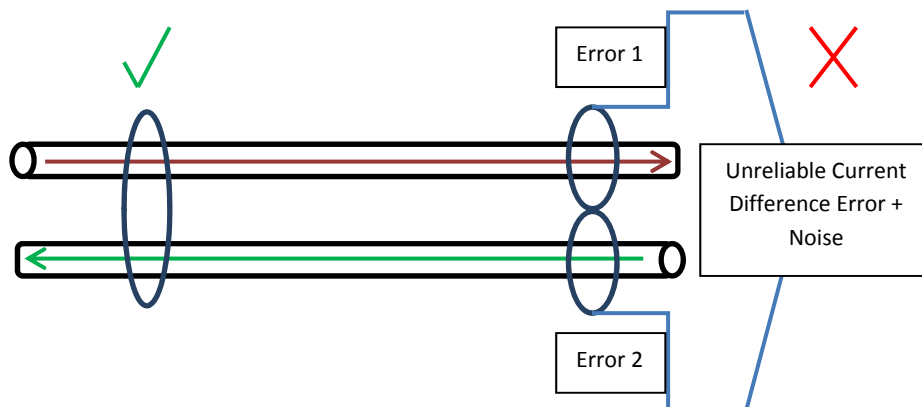 Error 1
Unreliable Current
Difference Error +
Noise
Error 2